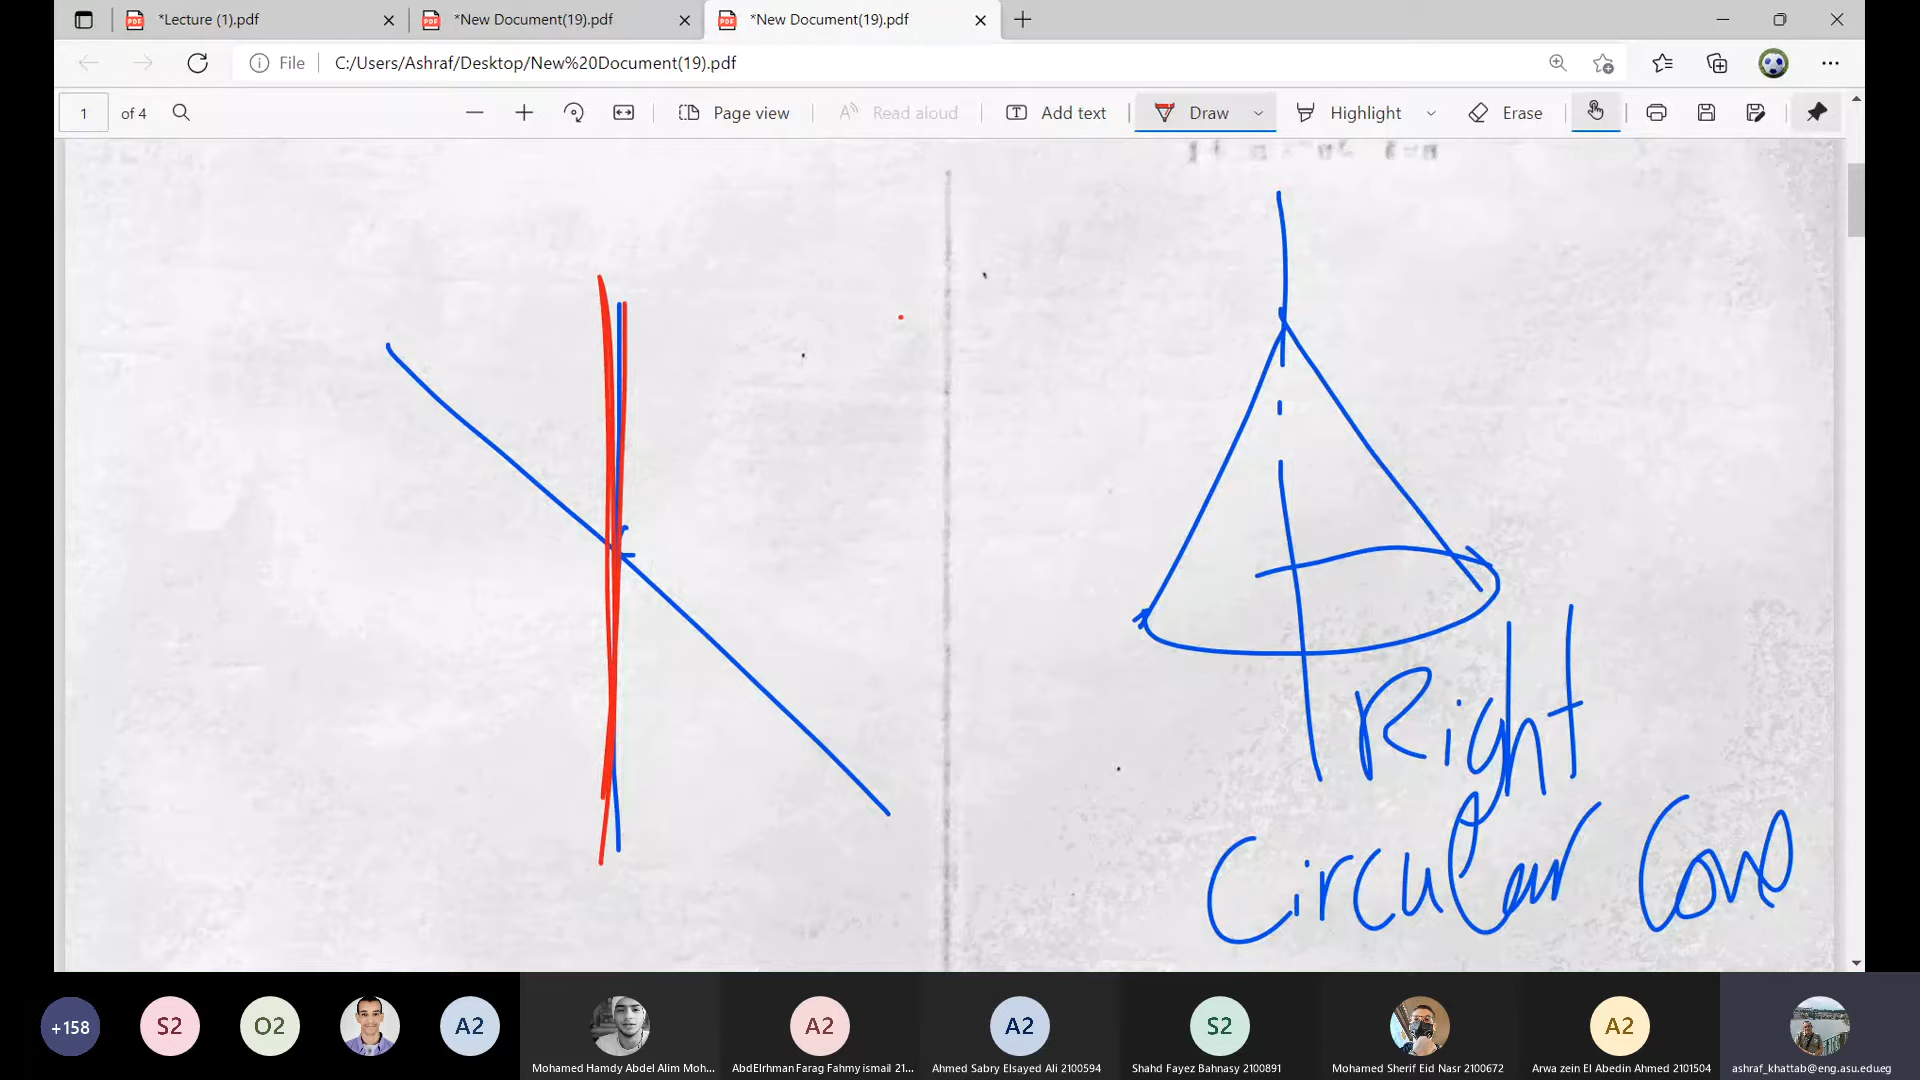 *Lecture (1).pdf
*New Document(19).pdf
*New Document(19).pdf
File
C:/Users/Ashraf/Desktop/New%20Document(19).pdf
1 of 4
Page view
Read aloud
Add text
Draw
Highlight
Erase
Right
Circular Cone
+158
S2
O2
A2
A2
A2
S2
A2
Mohamed Hamdy Abdel Alim Moh...
AbdElrhman Farag Fahmy ismail 21...
Ahmed Sabry Elsayed Ali 2100594
Shahd Fayez Bahnasy 2100891
Mohamed Sherif Eid Nasr 2100672
Arwa zein El Abedin Ahmed 2101504
ashraf_khattab@eng.asu.edu.eg